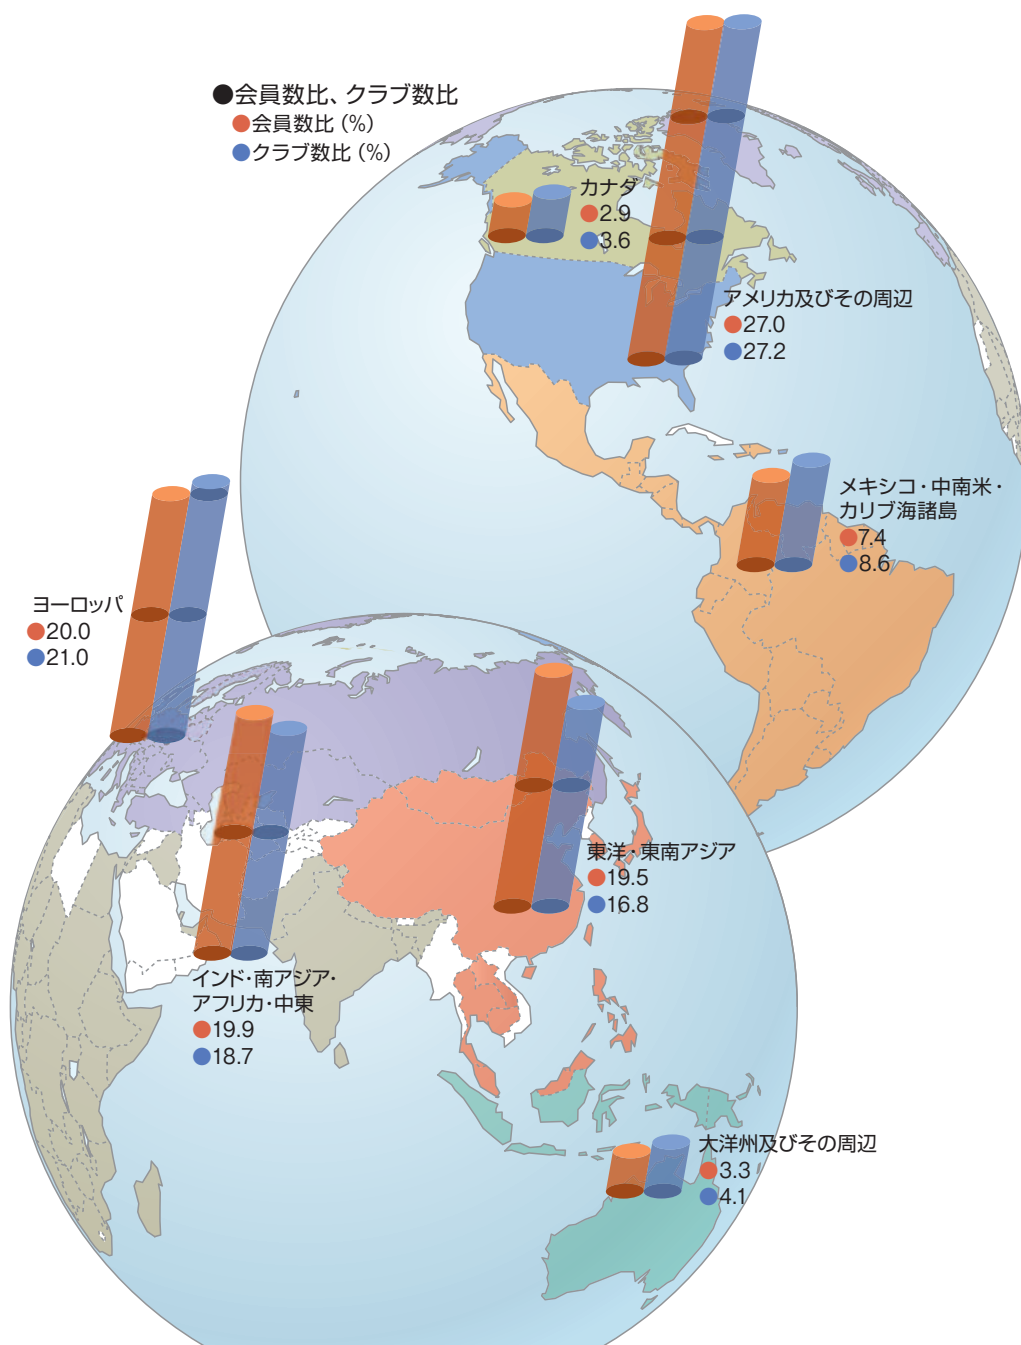 ●会員数比、クラブ数比
●会員数比 (%)
●クラブ数比 (%)
カナダ
●2.9
●3.6
アメリカ及びその周辺
●27.0
●27.2
メキシコ・中南米・
カリブ海諸島
●7.4
●8.6
ヨーロッパ
●20.0
●21.0
東洋・東南アジア
●19.5
●16.8
インド・南アジア・
アフリカ・中東
●19.9
●18.7
大洋州及びその周辺
●3.3
●4.1